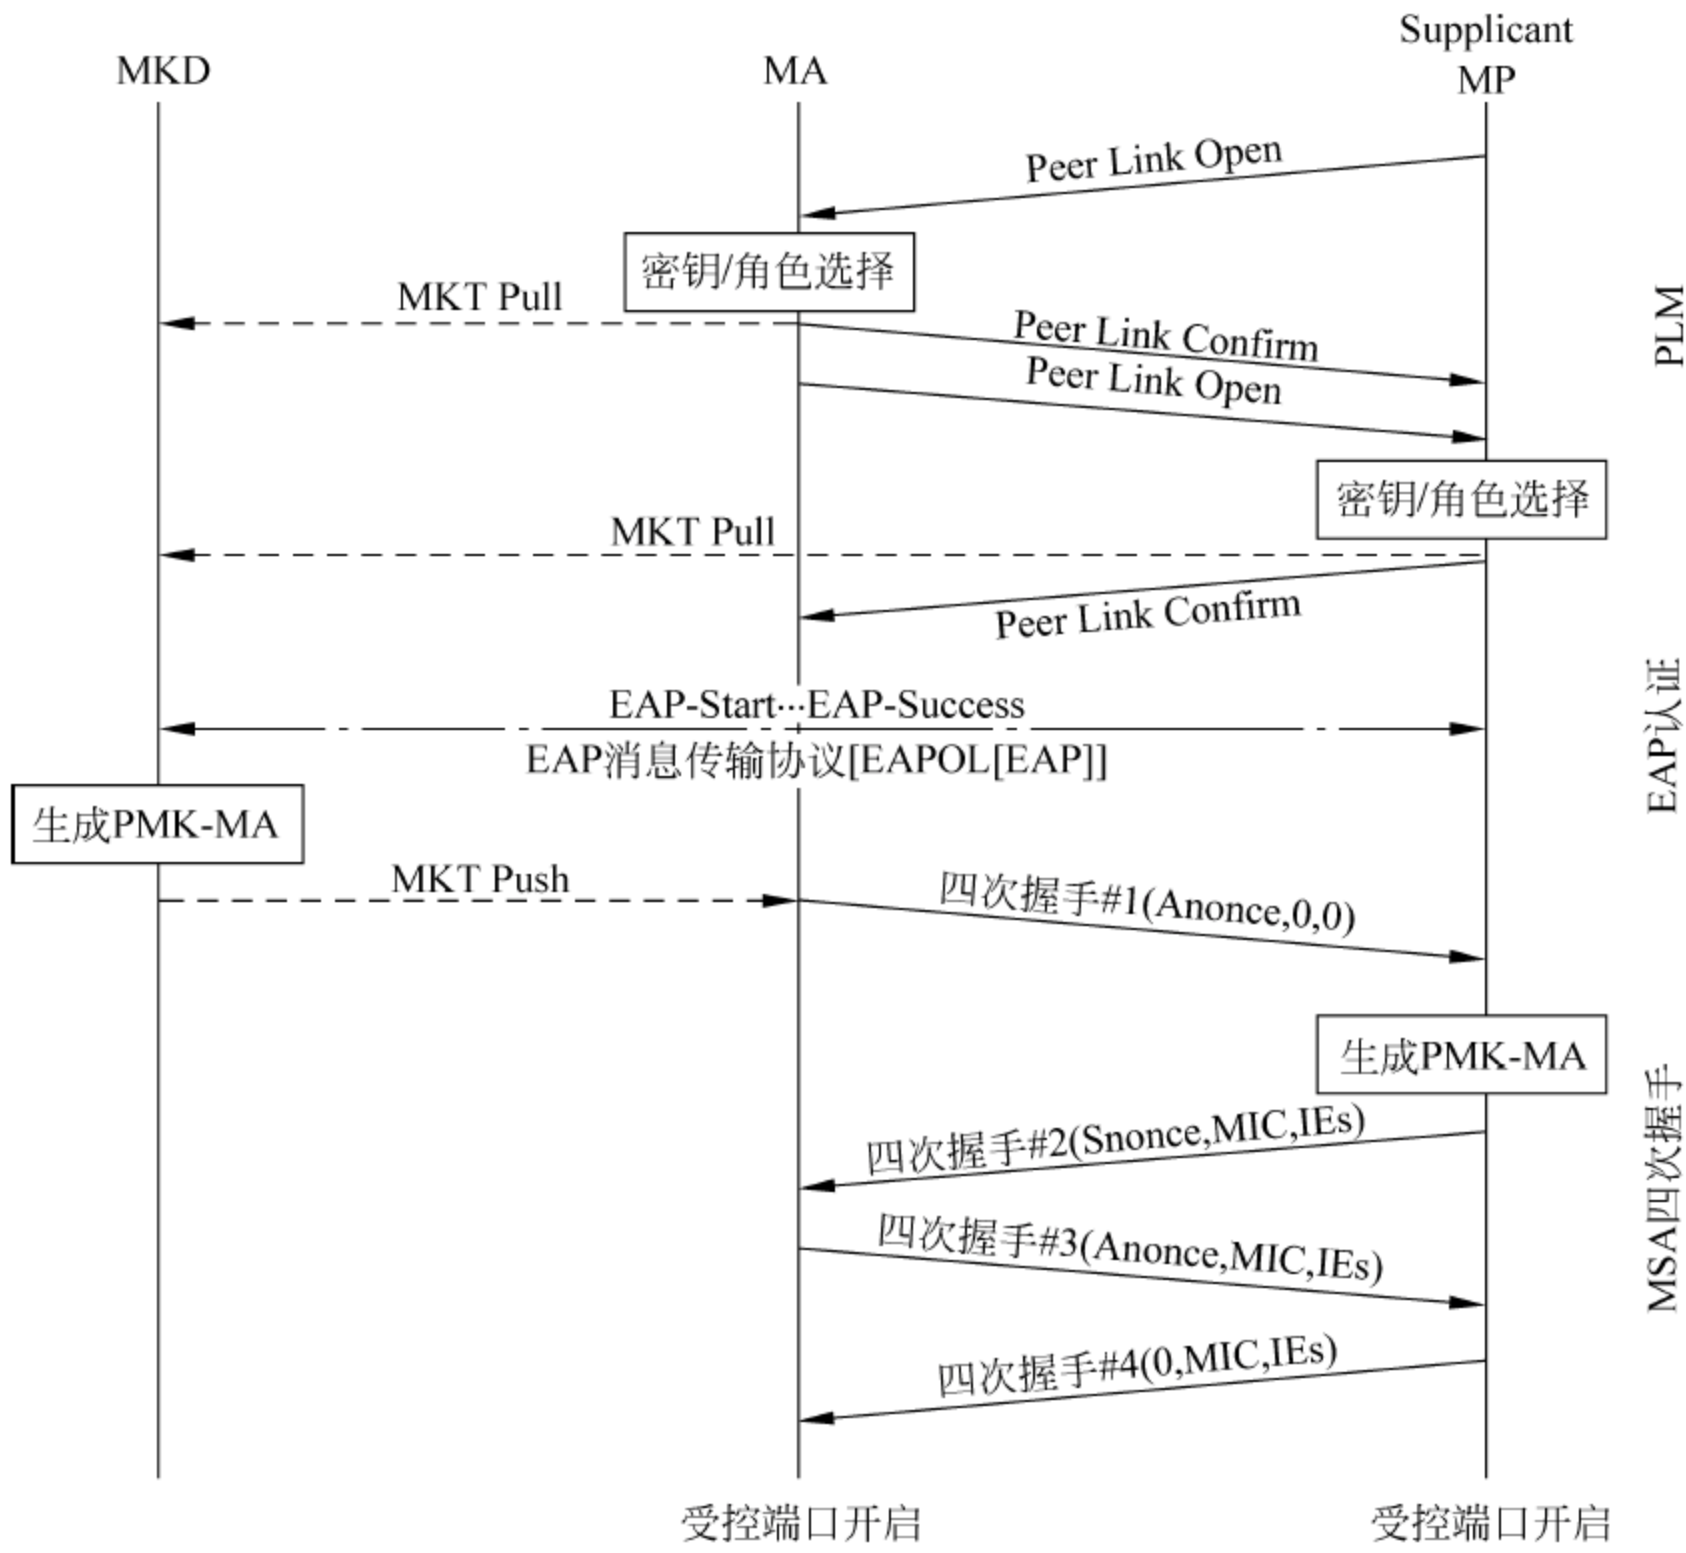 Supplicant
MKD
MA
MP
Peer Link Open
密钥/角色选择
MKT Pull
Peer Link Confirm
Peer Link Open
PLM
密钥/角色选择
MKT Pull
Peer Link Confirm
EAP-Start···EAP-Success
EAP消息传输协议[EAPOL[EAP]]
EAP认证
生成PMK-MA
MKT Push
四次握手#1(Anonce,0,0)
生成PMK-MA
四次握手#2(Snonce,MIC,IEs)
四次握手#3(Anonce,MIC,IEs)
MSA四次握手
四次握手#4(0,MIC,IEs)
受控端口开启
受控端口开启